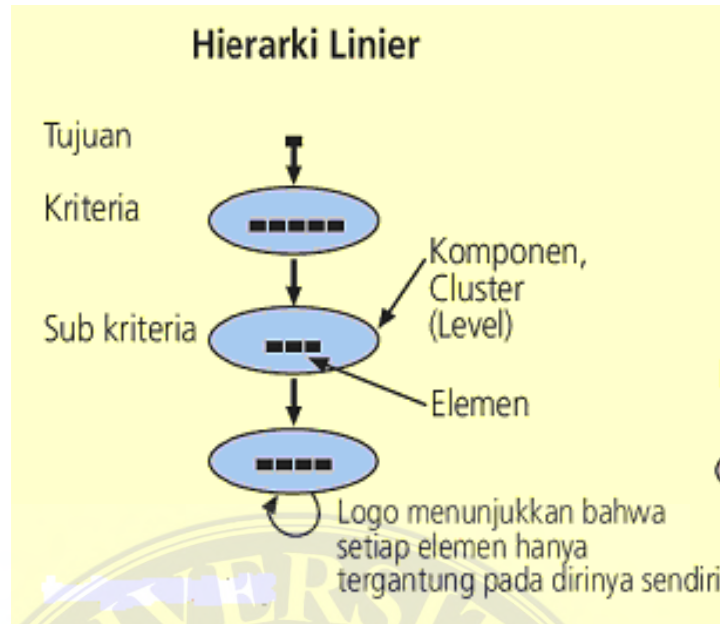 Hierarki Linier
Tujuan
Kriteria
Komponen,
Cluster
(Level)
Sub kriteria
Elemen
Logo menunjukkan bahwa
setiap elemen hanya
tergantung pada dirinya sendiri